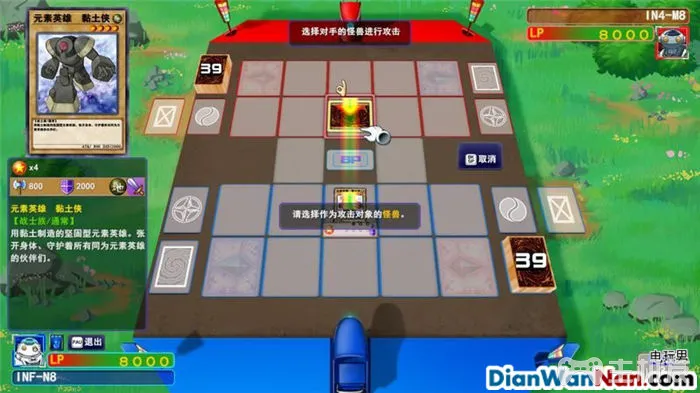 元素英雄 黏土侠
选择对手的怪兽进行攻击
IN4-M8
LP 8000
39
BP
取消
x4
800
2000
元素英雄 黏土侠
【战士族/通常】
用黏土制造的坚固型元素英雄。张
开身体、守护着所有同为元素英雄
的伙伴们。
请选择作为攻击对象的怪兽。
39
PAU 退出
LP 8000
INF-N8
电玩男
DianWanNan.com